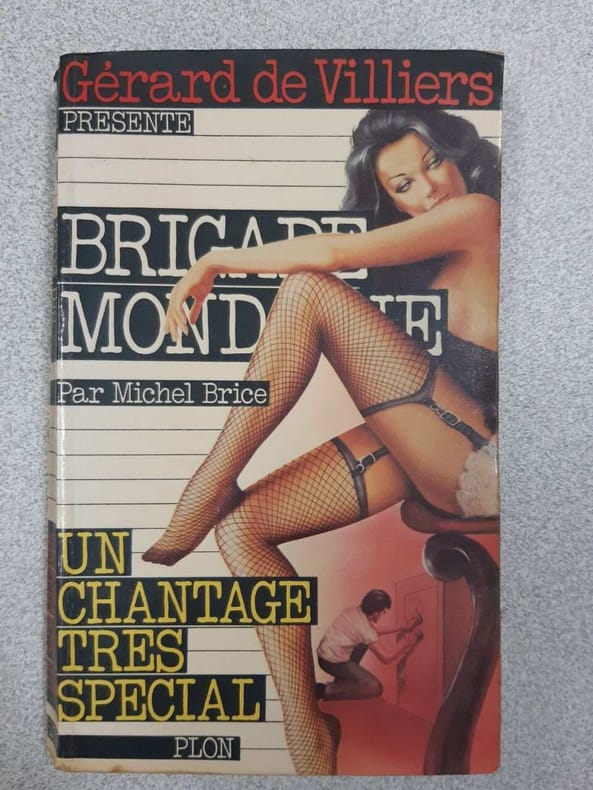 Gérard de Villiers
PRESENTE
BRIGADE
MONDAINE
Par Michel Brice
UN
CHANTAGE
TRES
SPECIAL
PLON